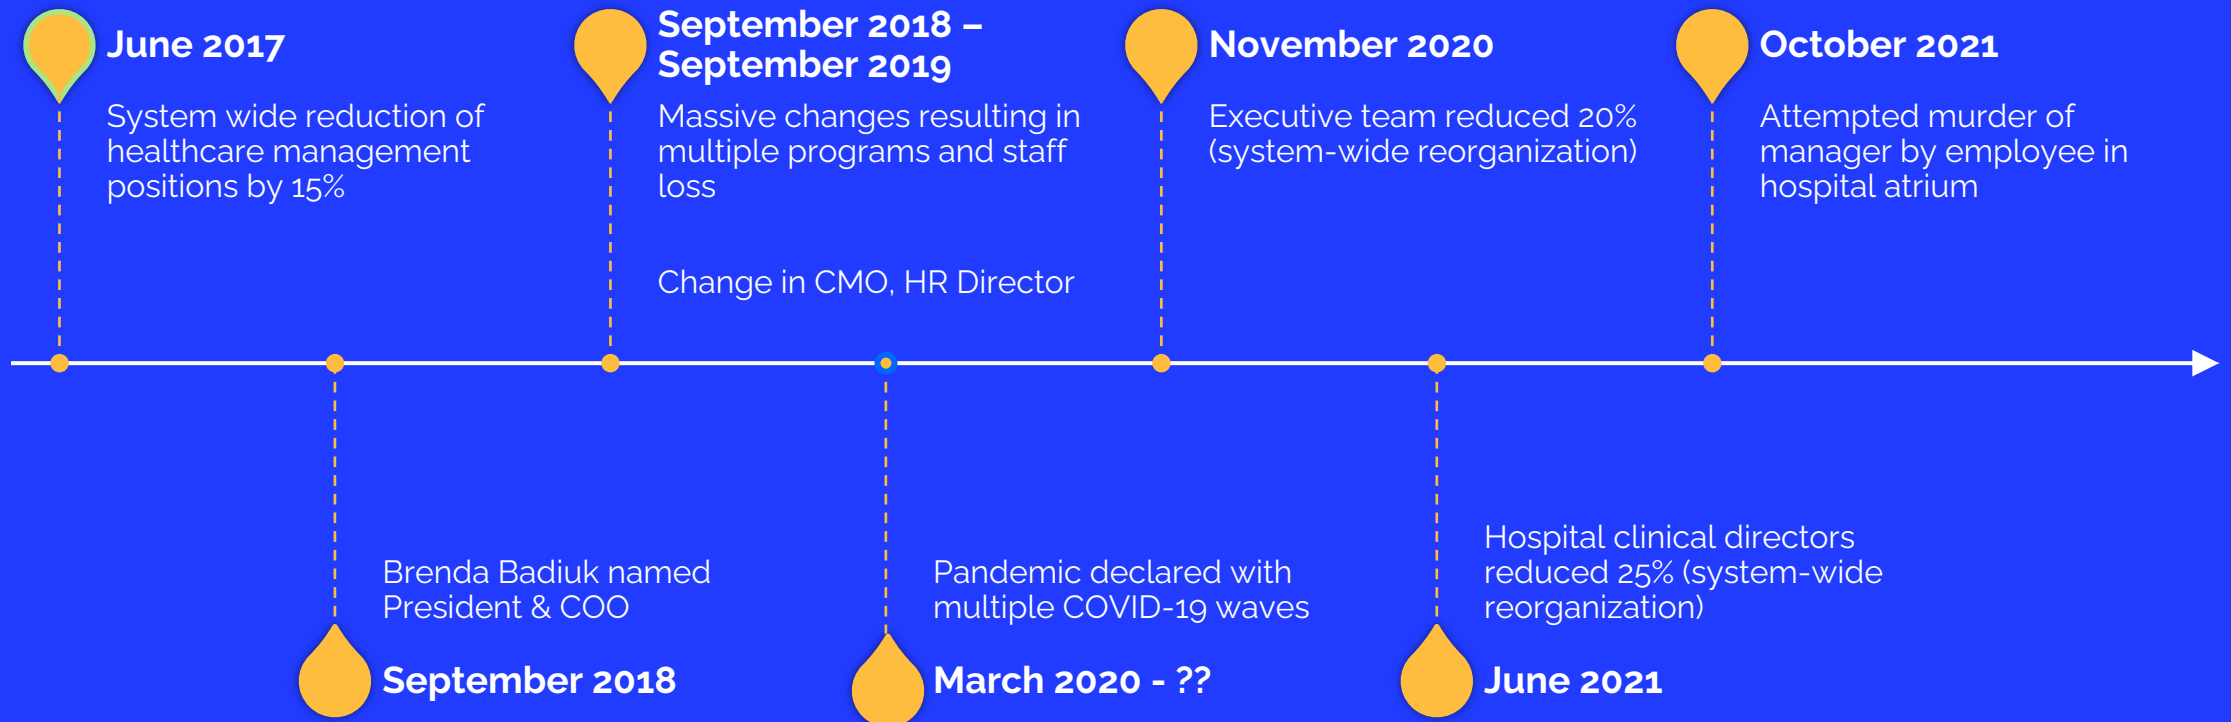 June 2017
System wide reduction of
healthcare management
positions by 15%
September 2018 –
September 2019
Massive changes resulting in
multiple programs and staff
loss
Change in CMO, HR Director
November 2020
Executive team reduced 20%
(system-wide reorganization)
October 2021
Attempted murder of
manager by employee in
hospital atrium
Brenda Badiuk named
President & COO
September 2018
Pandemic declared with
multiple COVID-19 waves
March 2020 - ??
Hospital clinical directors
reduced 25% (system-wide
reorganization)
June 2021